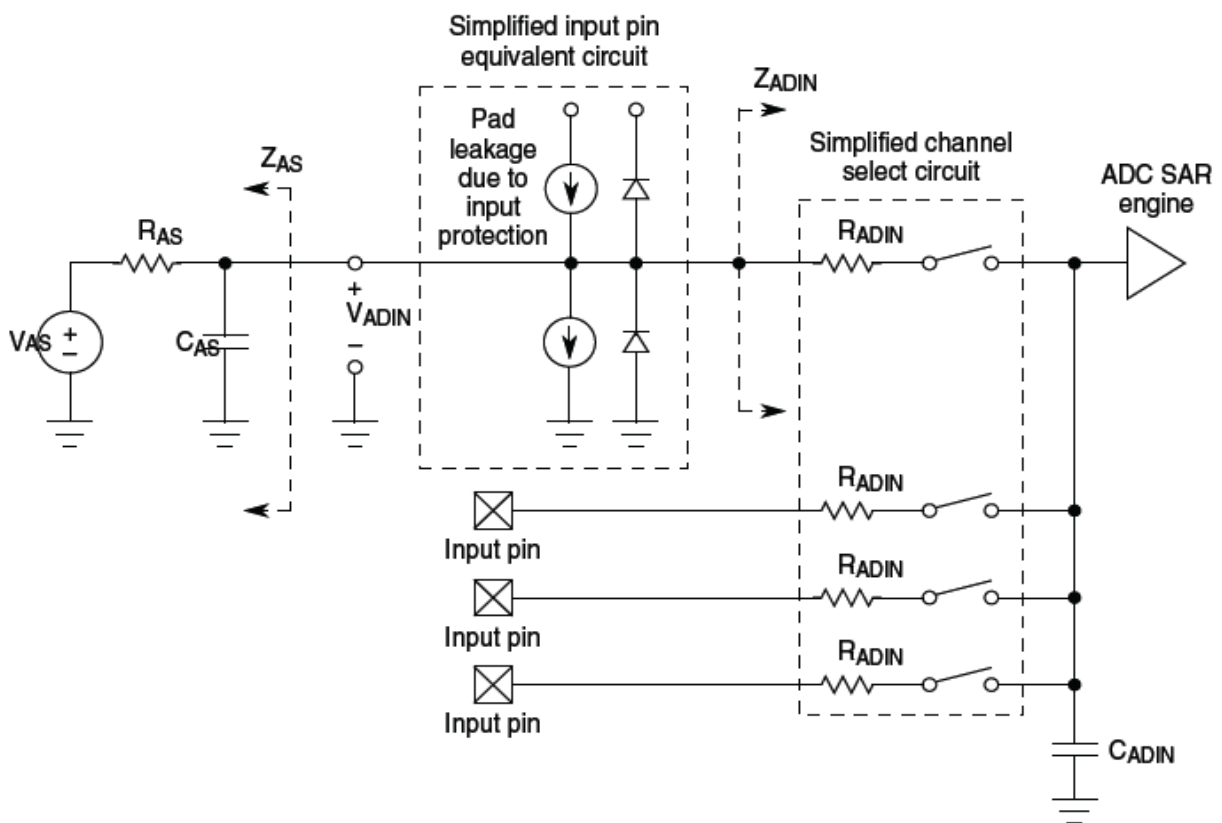 Simplified input pin
equivalent circuit
Pad
leakage
due to
input
protection
ZADIN
Simplified channel
select circuit
ADC SAR
engine
ZAS
RAS
RADIN
+
VADIN
−
VAS
+
−
CAS
RADIN
Input pin
RADIN
Input pin
RADIN
Input pin
CADIN